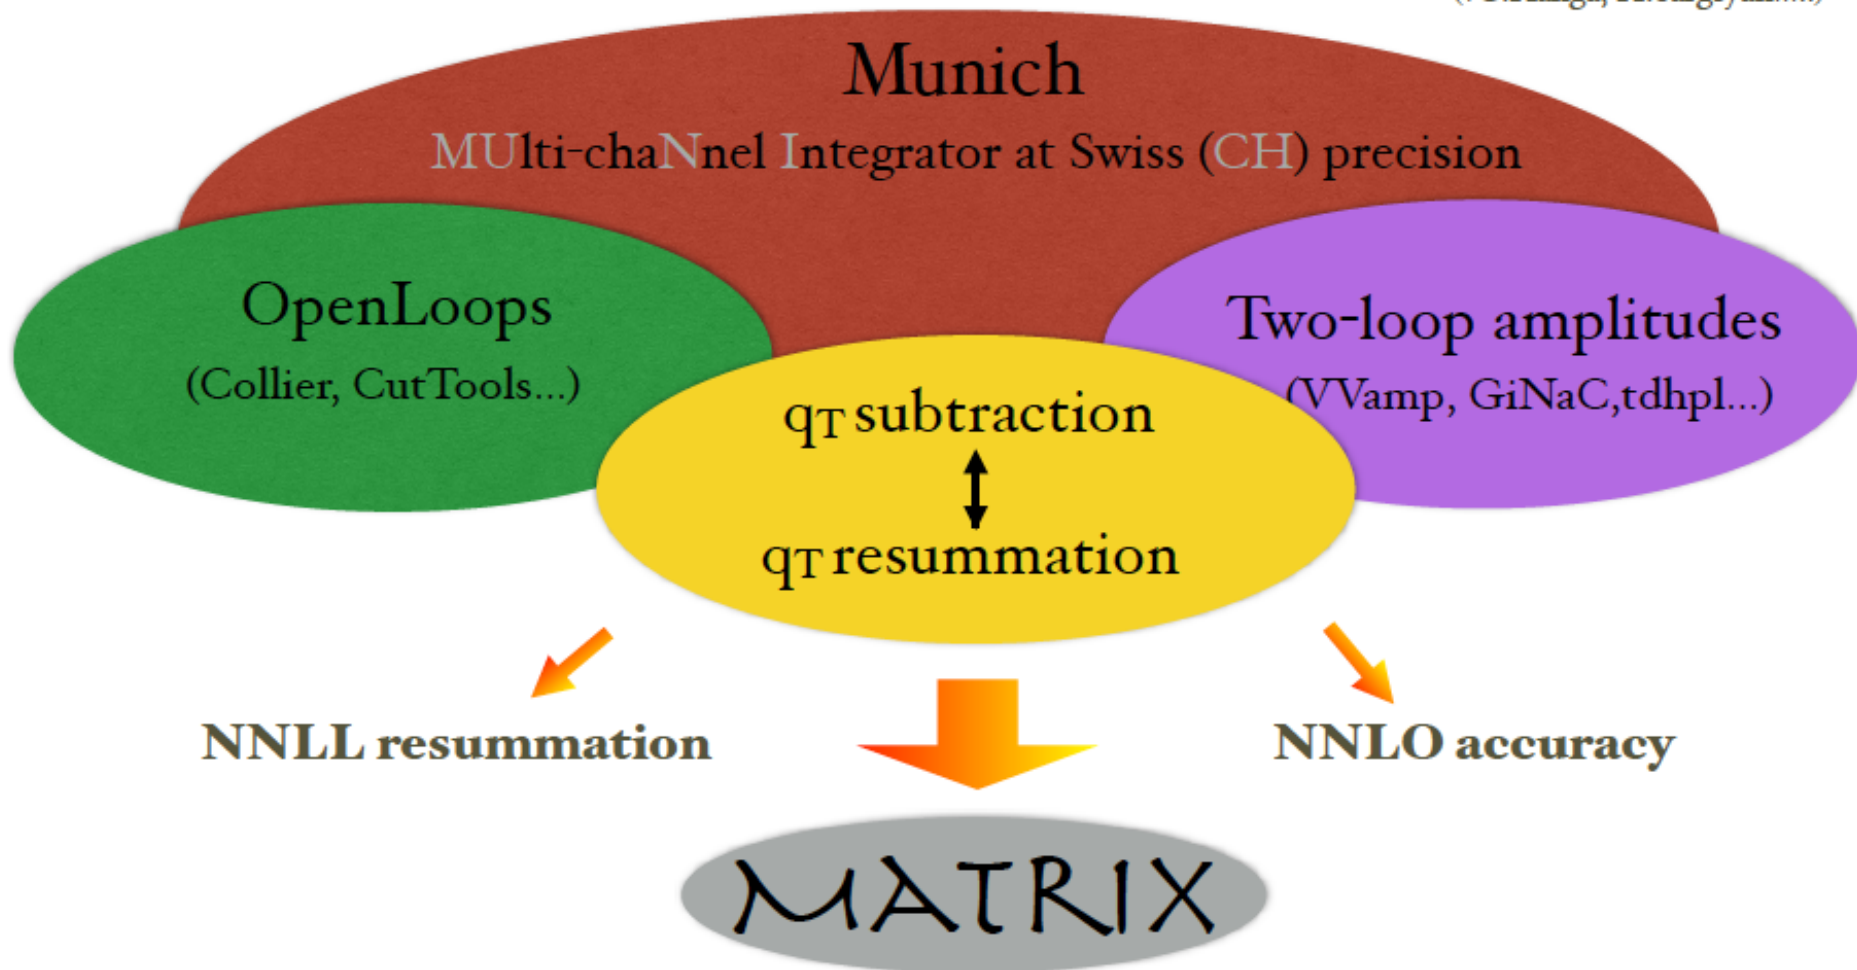 Munich
MUlti-chaNnel Integrator at Swiss (CH) precision
OpenLoops
(Collier, CutTools...)
Two-loop amplitudes
(VVamp, GiNaC,tdhpl...)
qT subtraction
qT resummation
NNLL resummation
NNLO accuracy
MATRIX